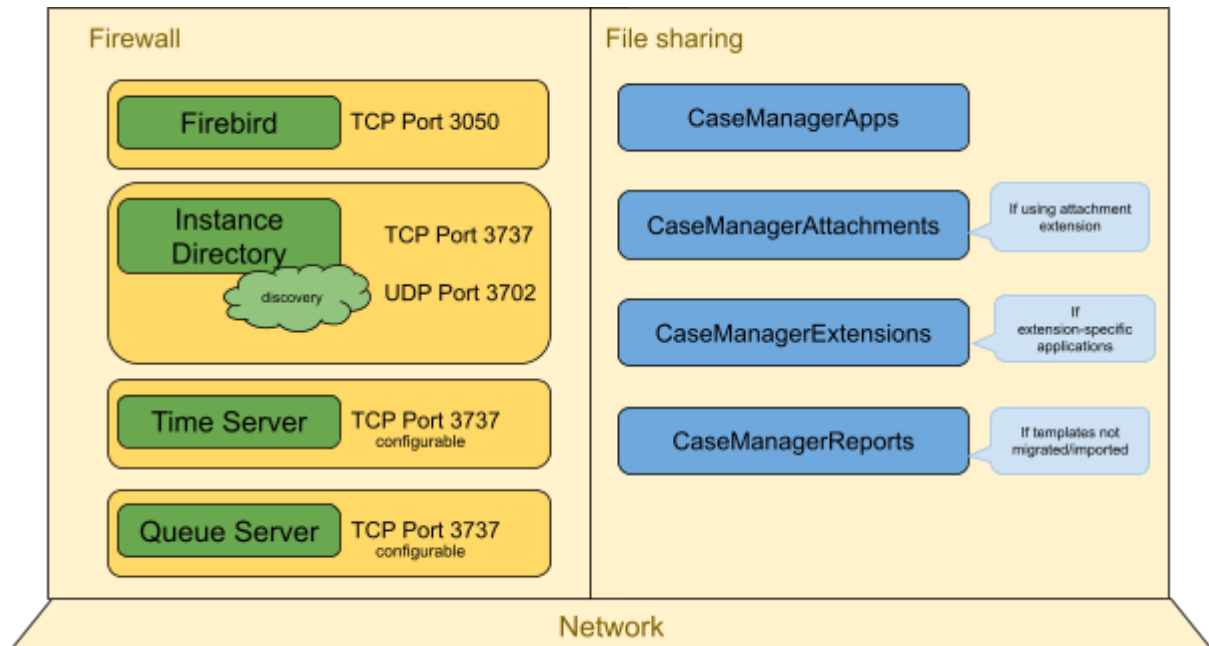 Firewall
Firebird
TCP Port 3050
Instance
Directory
discovery
TCP Port 3737
UDP Port 3702
Time Server
TCP Port 3737
configurable
Queue Server
TCP Port 3737
configurable
File sharing
CaseManagerApps
CaseManagerAttachments
If using attachment
extension
CaseManagerExtensions
If
extension-specific
applications
CaseManagerReports
If templates not
migrated/imported
Network